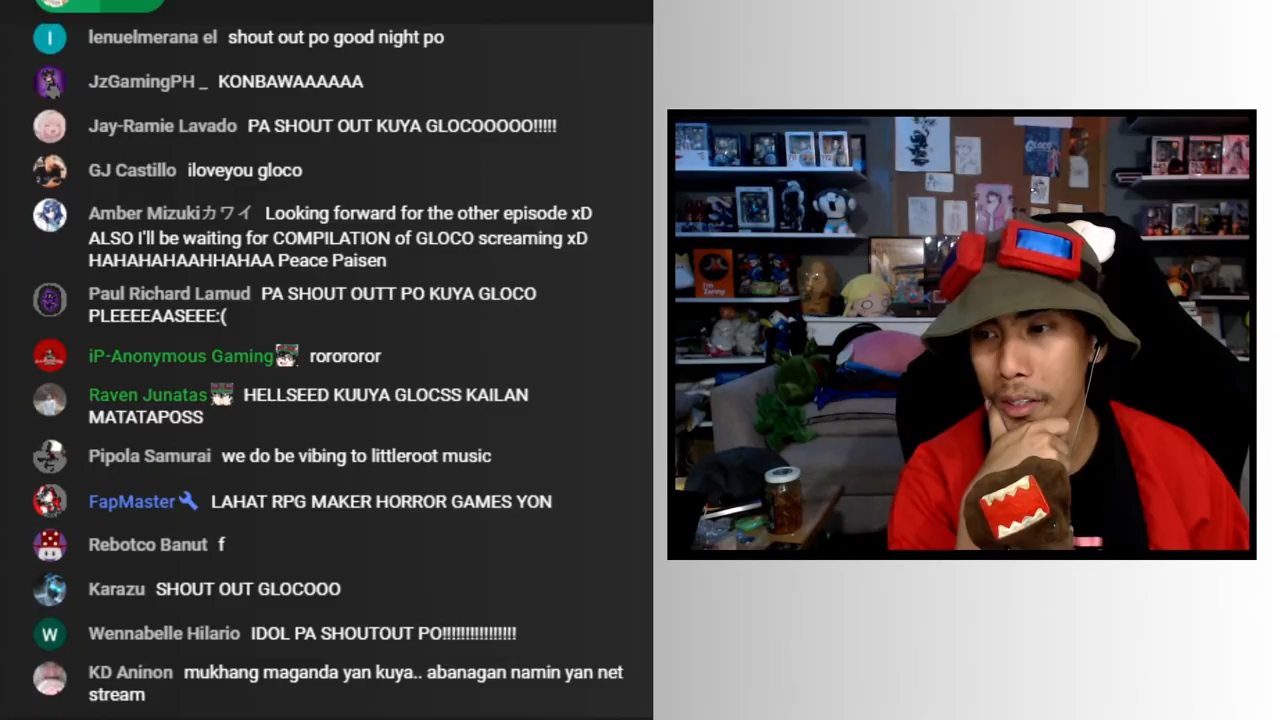 I
lenuelmerana el shout out po good night po
JzGamingPH _ KONBAWAAAAAA
Jay-Ramie Lavado PA SHOUT OUT KUYA GLOCOOOOO!!!!!
GJ Castillo iloveyou gloco
Amber Mizukiカワイ Looking forward for the other episode xD
ALSO I'll be waiting for COMPILATION of GLOCO screaming xD
HAHAHAHAAHHAHAA Peace Paisen
Paul Richard Lamud PA SHOUT OUTT PO KUYA GLOCO
PLEEEEAASEEE:(
iP-Anonymous Gaming rorororor
Raven Junatas HELLSEED KUUYA GLOCSS KAILAN
MATATAPOSS
Pipola Samurai we do be vibing to littleroot music
FapMaster LAHAT RPG MAKER HORROR GAMES YON
Rebotco Banut f
Karazu SHOUT OUT GLOCOOO
W
Wennabelle Hilario IDOL PA SHOUTOUT PO!!!!!!!!!!!!!!!!
KD Aninon mukhang maganda yan kuya.. abanagan namin yan net
stream